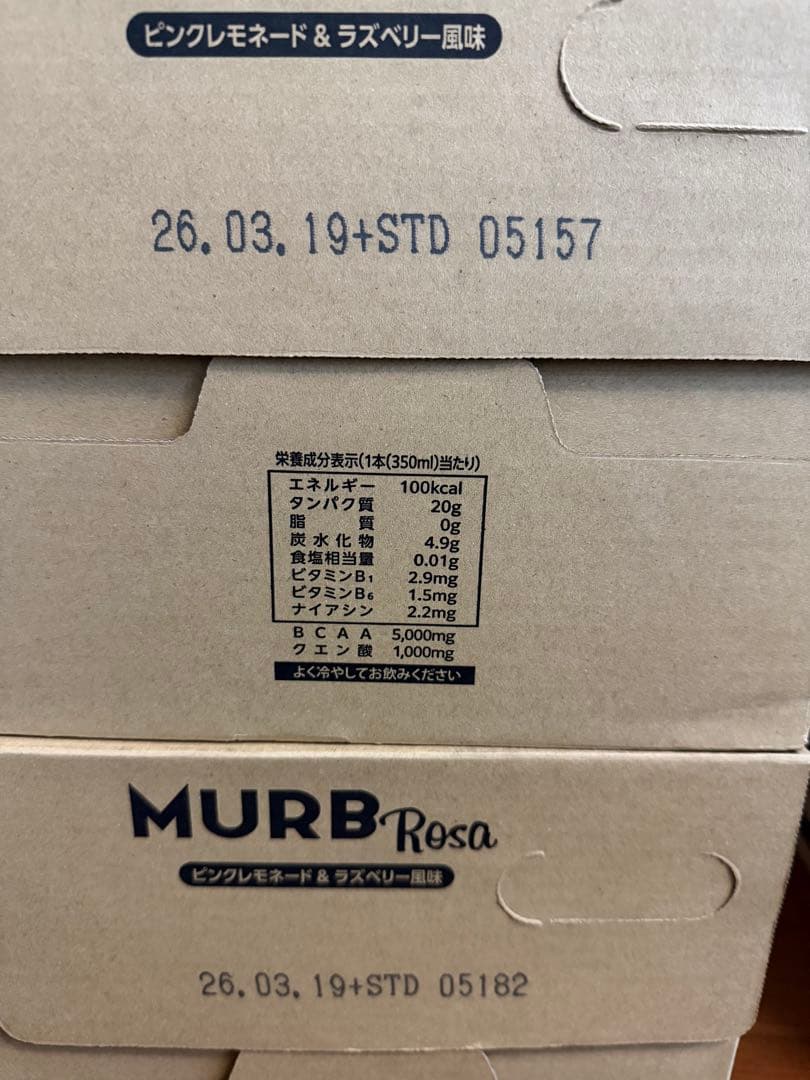 ピンクレモネード & ラズベリー風味
26.03.19+STD 05157
栄養成分表示(1本(350ml)当たり)
エネルギー 100kcal
タンパク質 20g
脂質 0g
炭水化物 4.9g
食塩相当量 0.01g
ビタミンB₁ 2.9mg
ビタミンB₆ 1.5mg
ナイアシン 2.2mg
BCAA 5,000mg
クエン酸 1,000mg
よく冷やしてお飲みください
MURB Rosa
ピンクレモネード & ラズベリー風味
26.03.19+STD 05182